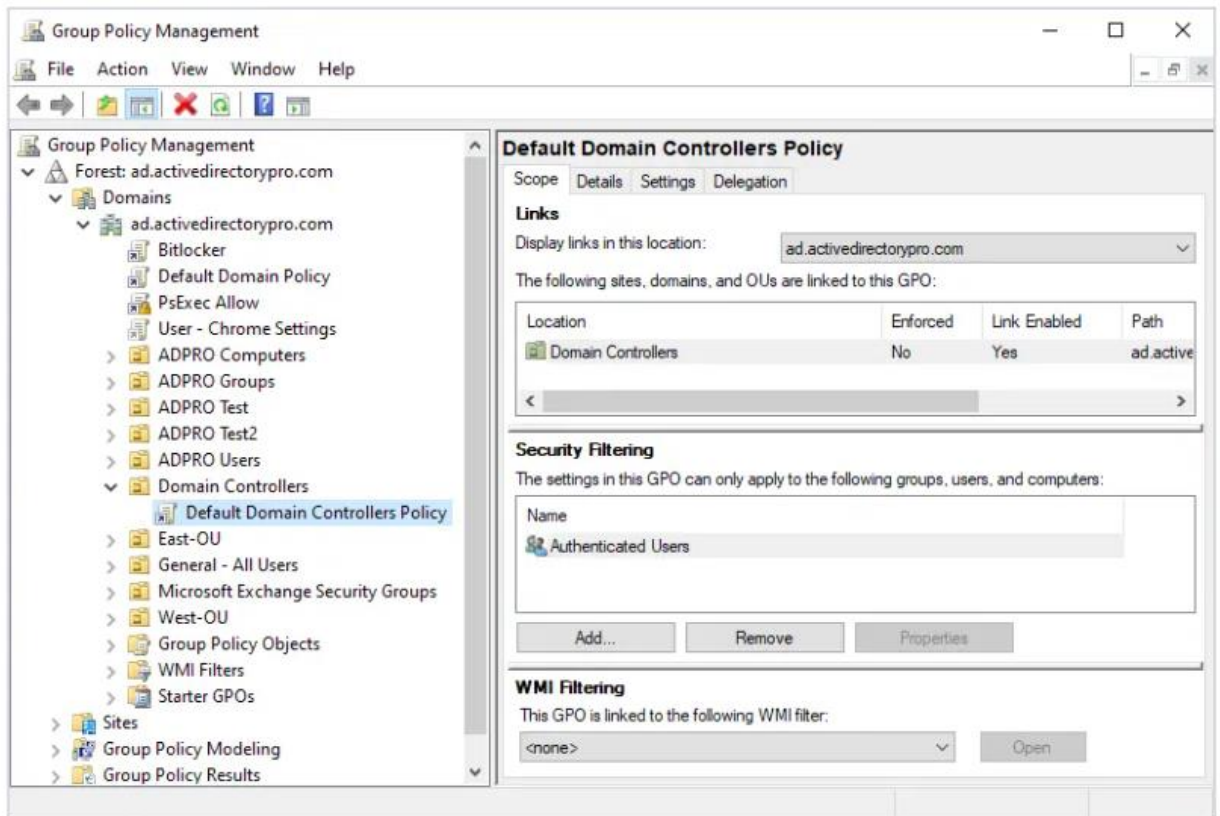 Group Policy Management
File Action View Window Help
Group Policy Management
Forest: ad.activedirectorypro.com
Domains
ad.activedirectorypro.com
Bitlocker
Default Domain Policy
PsExec Allow
User - Chrome Settings
ADPRO Computers
ADPRO Groups
ADPRO Test
ADPRO Test2
ADPRO Users
Domain Controllers
Default Domain Controllers Policy
East-OU
General - All Users
Microsoft Exchange Security Groups
West-OU
Group Policy Objects
WMI Filters
Starter GPOs
Sites
Group Policy Modeling
Group Policy Results
Default Domain Controllers Policy
Scope Details Settings Delegation
Links
Display links in this location: ad.activedirectorypro.com
The following sites, domains, and OUs are linked to this GPO:
Location Enforced Link Enabled Path
Domain Controllers No Yes ad.active
Security Filtering
The settings in this GPO can only apply to the following groups, users, and computers:
Name
Authenticated Users
Add... Remove Properties
WMI Filtering
This GPO is linked to the following WMI filter:
<none> Open